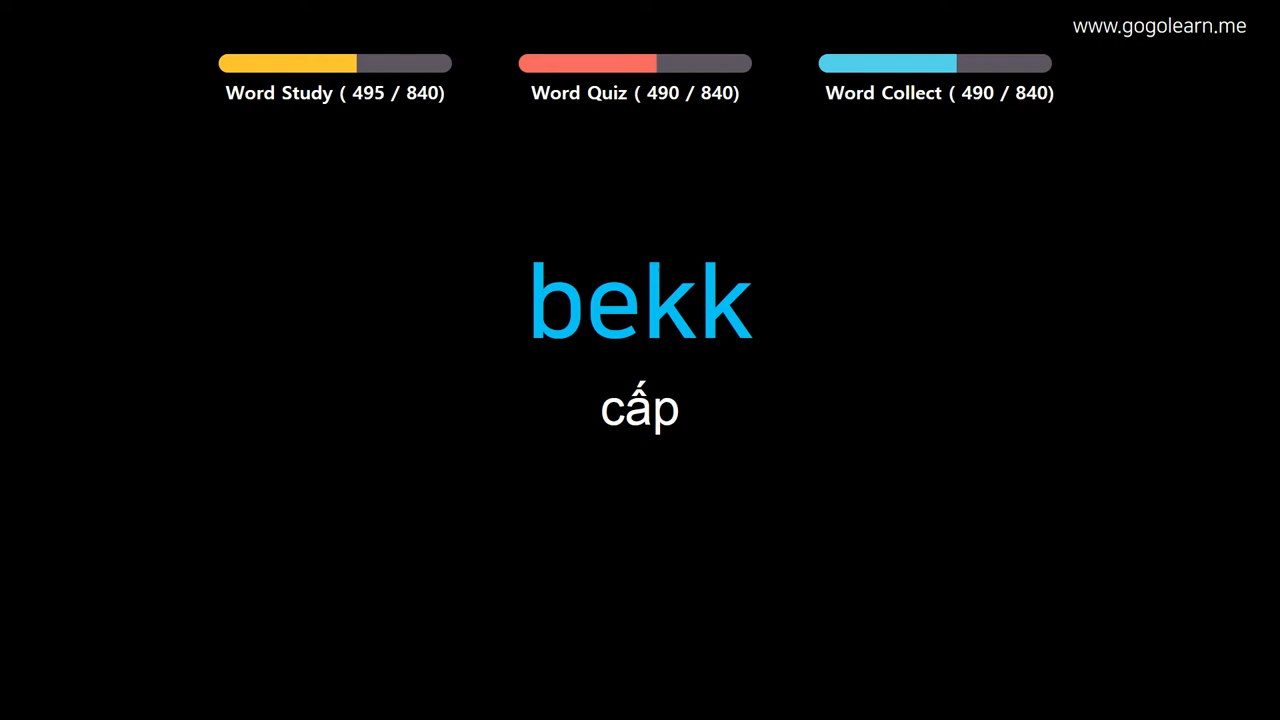 www.gogolearn.me
Word Study ( 495 / 840)
Word Quiz ( 490 / 840)
Word Collect ( 490 / 840)
bekk
cấp